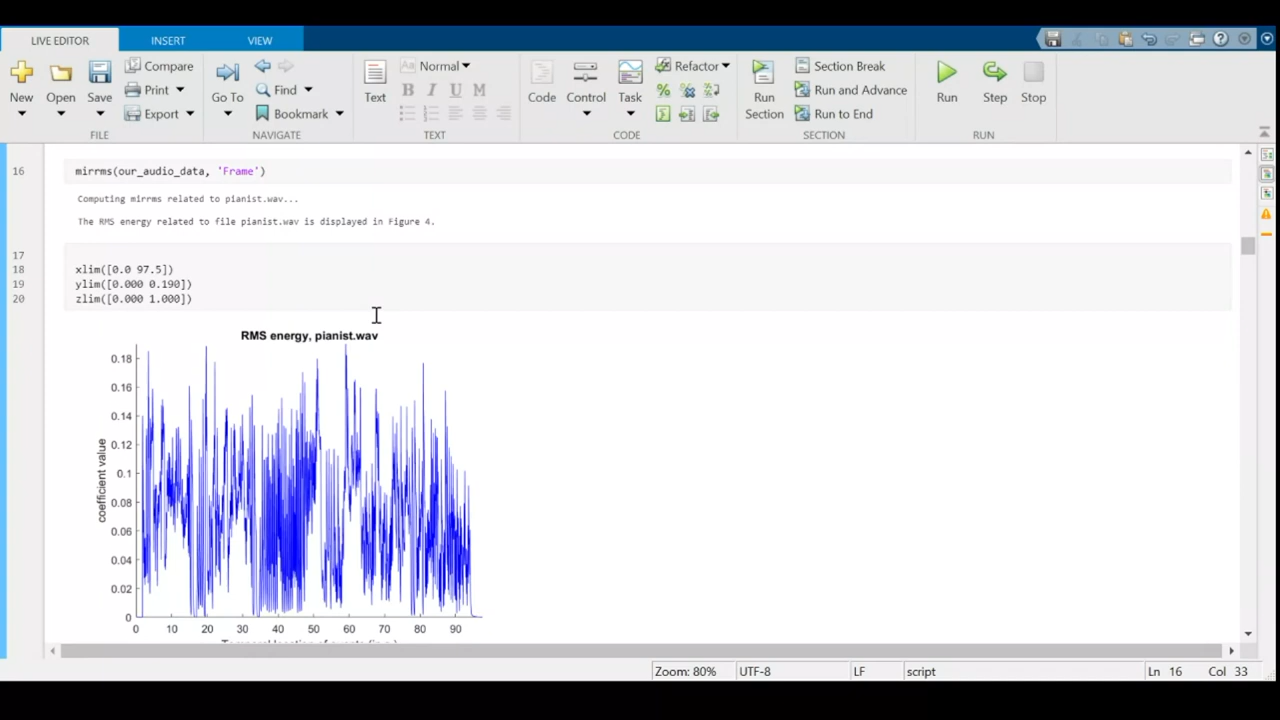 LIVE EDITOR INSERT VIEW
Compare Normal Refactor Section Break
Print Find B I U M % Run and Advance
New Open Save Go To Text Code Control Task Run Section Run Step Stop
Export Bookmark Run to End
FILE NAVIGATE TEXT CODE SECTION RUN
16 mirrms(our_audio_data, 'Frame')
Computing mirrms related to pianist.wav...
The RMS energy related to file pianist.wav is displayed in Figure 4.
17
18 xlim([0.0 97.5])
19 ylim([0.000 0.190])
20 zlim([0.000 1.000])
RMS energy, pianist.wav
0.18
0.16
0.14
0.12
0.1
0.08
0.06
0.04
0.02
0
coefficient value
0 10 20 30 40 50 60 70 80 90
Temporal location of events (in s.)
Zoom: 80% UTF-8 LF script Ln 16 Col 33